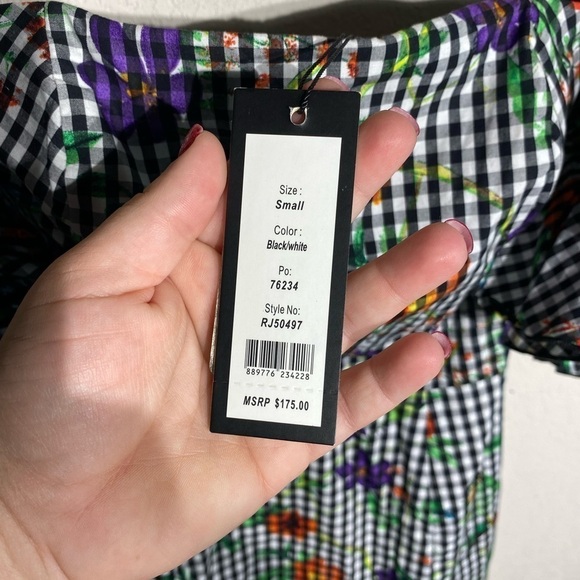 Size :
Small
Color :
Black/white
Po:
76234
Style No:
RJ50497
889776 234228
MSRP $175.00